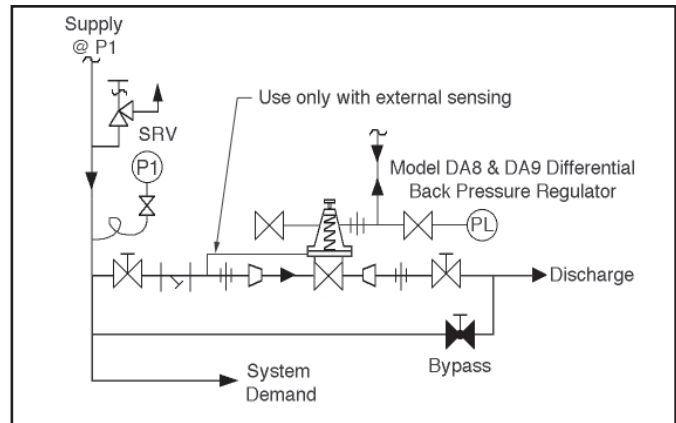 Supply
@ P1
SRV
P1
Use only with external sensing
Model DA8 & DA9 Differential
Back Pressure Regulator
PL
Discharge
Bypass
System
Demand